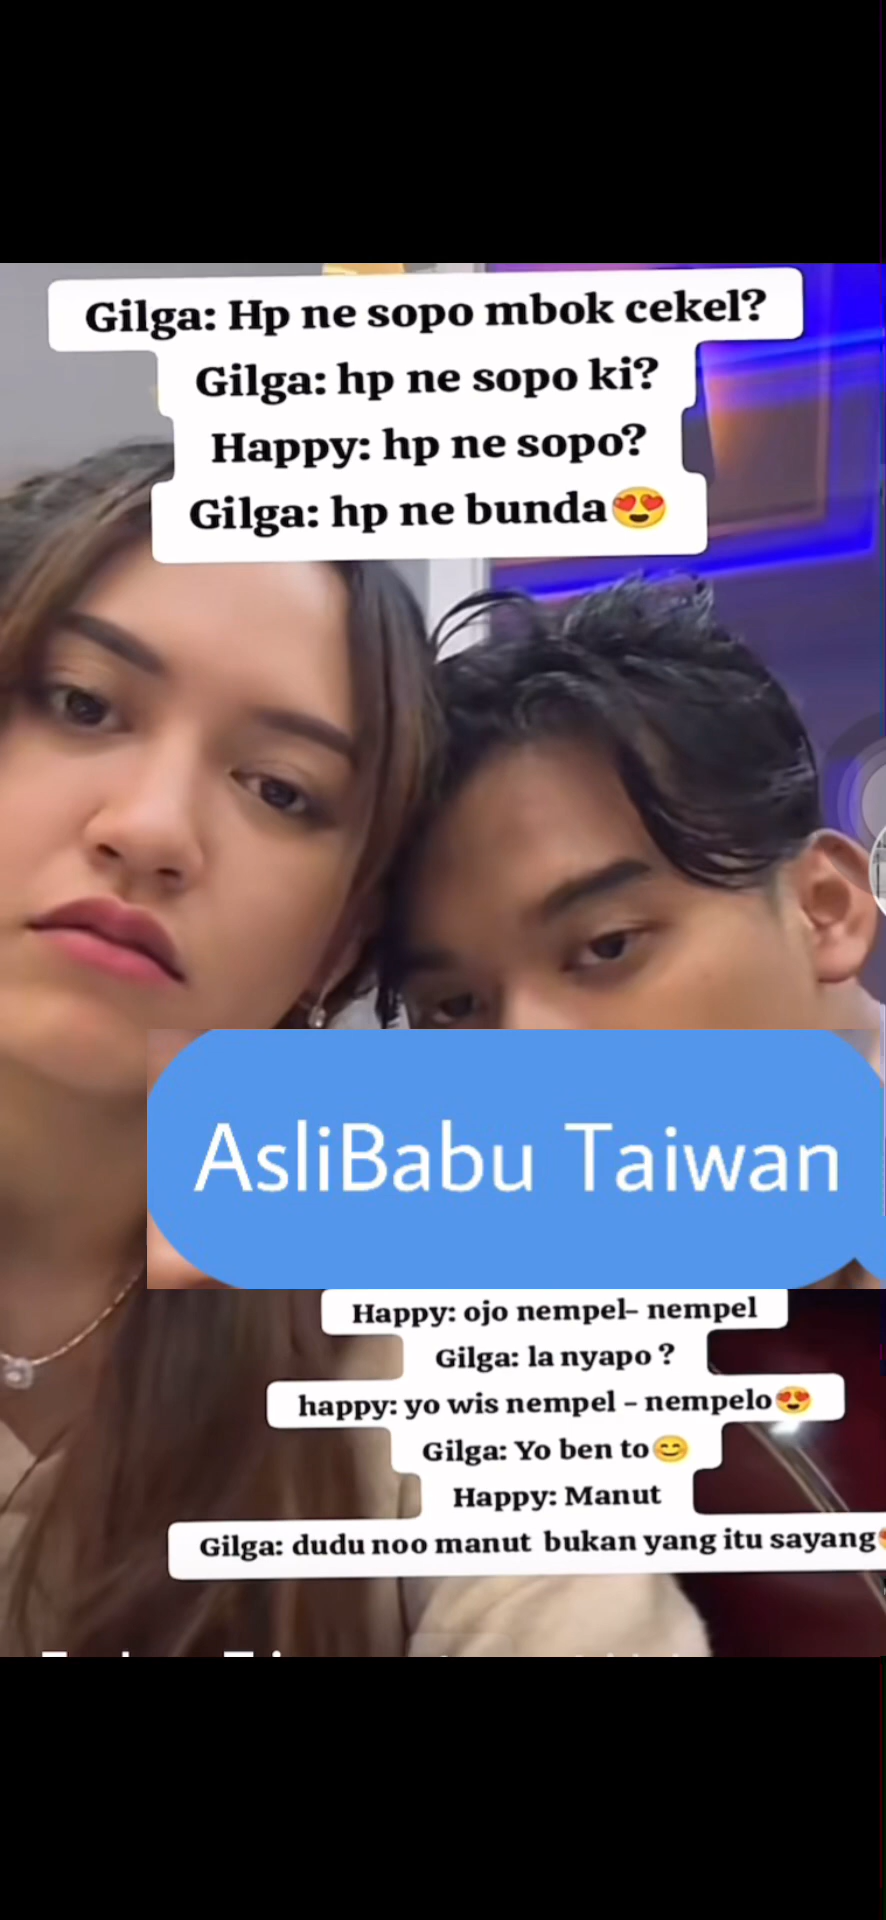 Gilga: Hp ne sopo mbok cekel?
Gilga: hp ne sopo ki?
Happy: hp ne sopo?
Gilga: hp ne bunda😍
AsliBabu Taiwan
Happy: ojo nempel– nempel
Gilga: la nyapo ?
happy: yo wis nempel – nempelo😍
Gilga: Yo ben to😊
Happy: Manut
Gilga: dudu noo manut bukan yang itu sayang